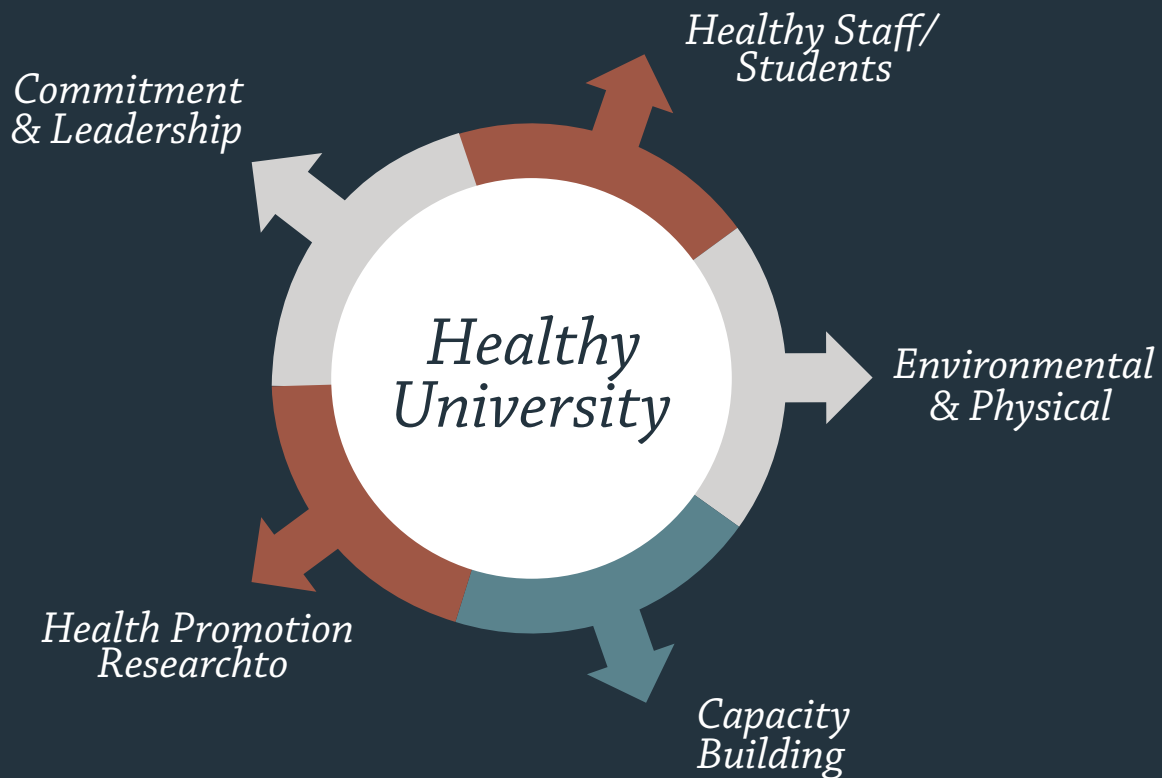 Healthy Staff/
Students
Commitment
& Leadership
Healthy
University
Environmental
& Physical
Health Promotion
Researchto
Capacity
Building